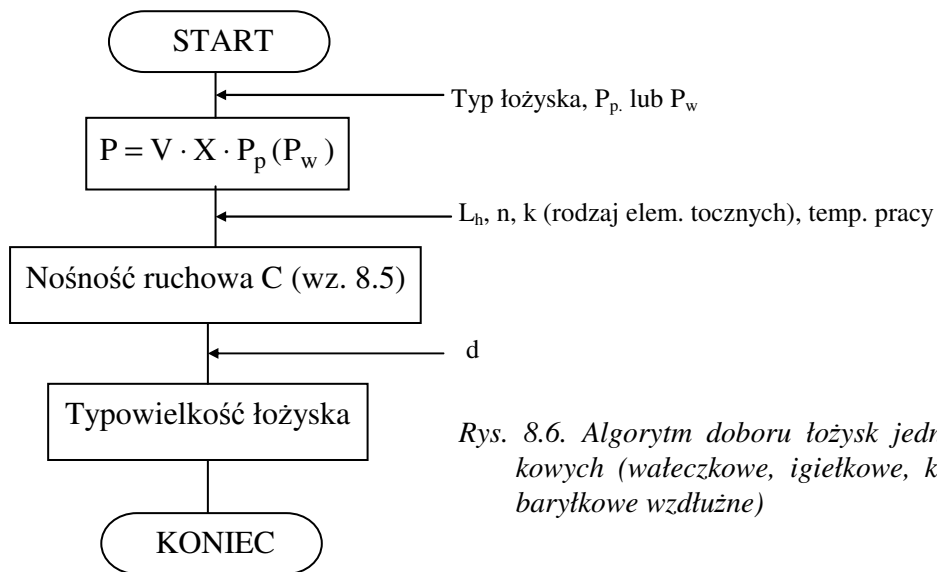 START
Typ łożyska, Pp. lub Pw
P = V · X · Pp (Pw )
Lh, n, k (rodzaj elem. tocznych), temp. pracy
Nośność ruchowa C (wz. 8.5)
d
Typowielkość łożyska
Rys. 8.6. Algorytm doboru łożysk
kowych (wałeczkowe, igiełkowe,
baryłkowe wzdłużne)
KONIEC